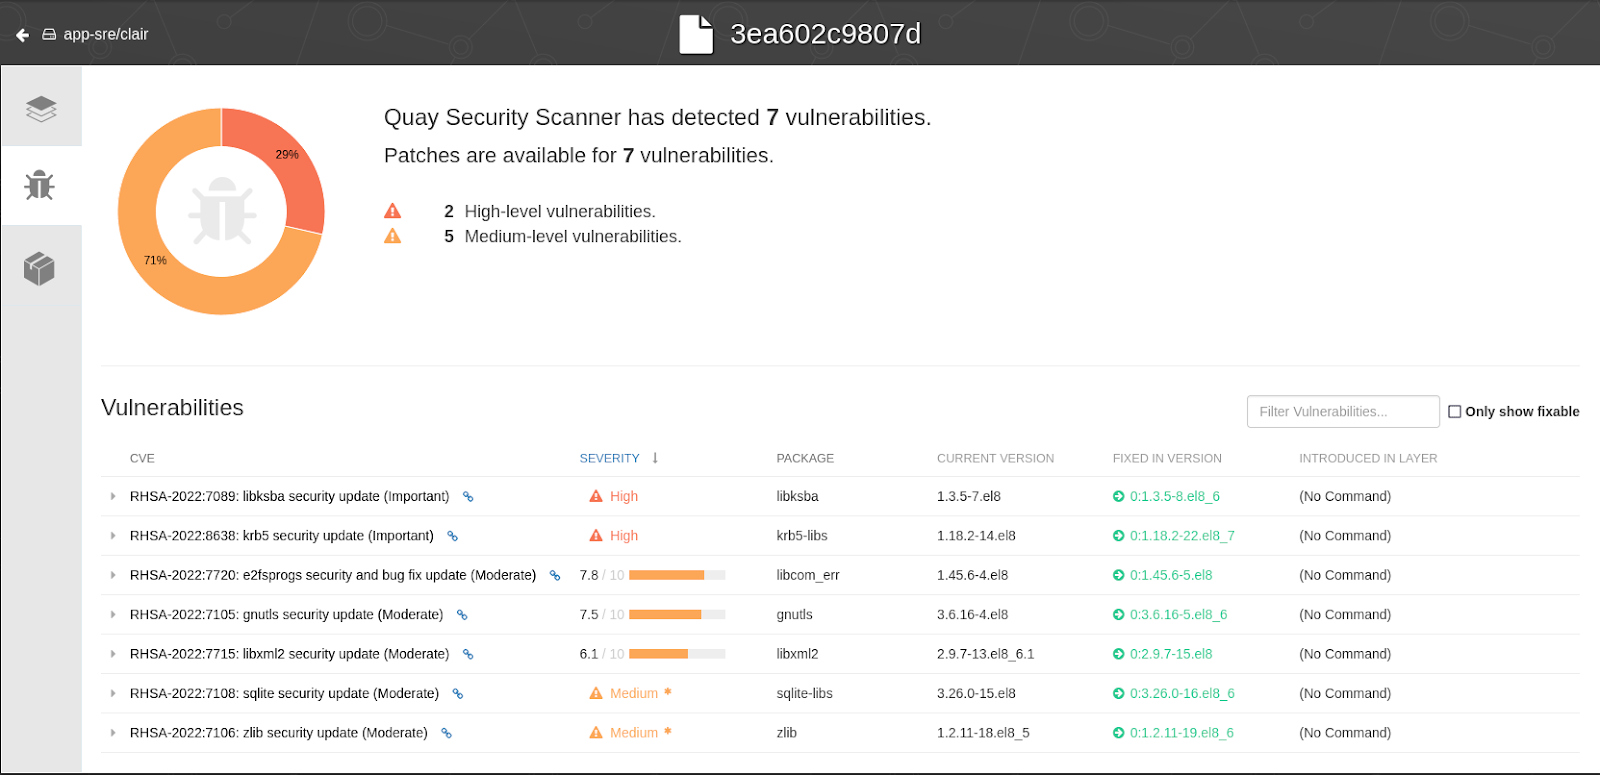 app-sre/clair
3ea602c9807d
Quay Security Scanner has detected 7 vulnerabilities.
Patches are available for 7 vulnerabilities.
29%
71%
2 High-level vulnerabilities.
5 Medium-level vulnerabilities.
Vulnerabilities
Filter Vulnerabilities... Only show fixable
CVE SEVERITY ↓ PACKAGE CURRENT VERSION FIXED IN VERSION INTRODUCED IN LAYER
RHSA-2022:7089: libksba security update (Important) High libksba 1.3.5-7.el8 0:1.3.5-8.el8_6 (No Command)
RHSA-2022:8638: krb5 security update (Important) High krb5-libs 1.18.2-14.el8 0:1.18.2-22.el8_7 (No Command)
RHSA-2022:7720: e2fsprogs security and bug fix update (Moderate) 7.8 / 10 libcom_err 1.45.6-4.el8 0:1.45.6-5.el8 (No Command)
RHSA-2022:7105: gnutls security update (Moderate) 7.5 / 10 gnutls 3.6.16-4.el8 0:3.6.16-5.el8_6 (No Command)
RHSA-2022:7715: libxml2 security update (Moderate) 6.1 / 10 libxml2 2.9.7-13.el8_6.1 0:2.9.7-15.el8 (No Command)
RHSA-2022:7108: sqlite security update (Moderate) Medium * sqlite-libs 3.26.0-15.el8 0:3.26.0-16.el8_6 (No Command)
RHSA-2022:7106: zlib security update (Moderate) Medium * zlib 1.2.11-18.el8_5 0:1.2.11-19.el8_6 (No Command)